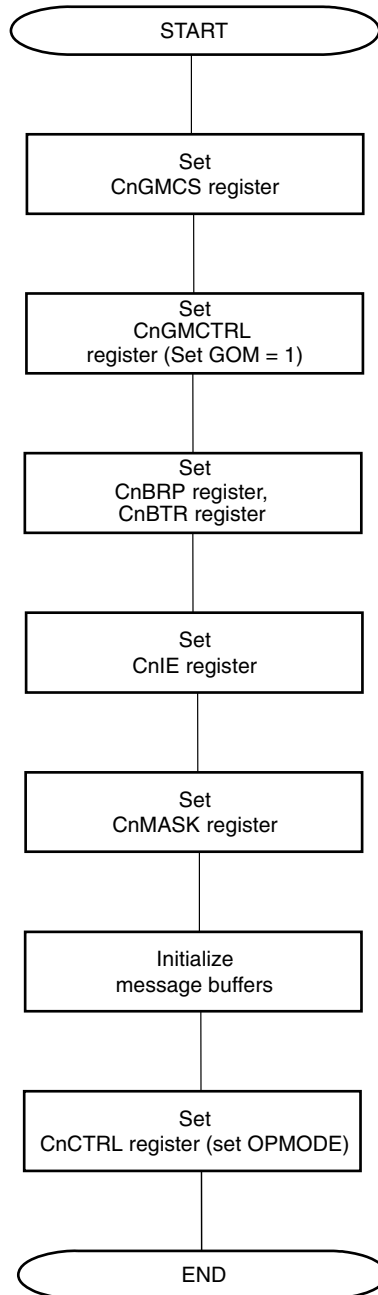 START
Set
CnGMCS register
Set
CnGMCTRL
register (Set GOM = 1)
Set
CnBRP register,
CnBTR register
Set
CnIE register
Set
CnMASK register
Initialize
message buffers
Set
CnCTRL register (set OPMODE)
END